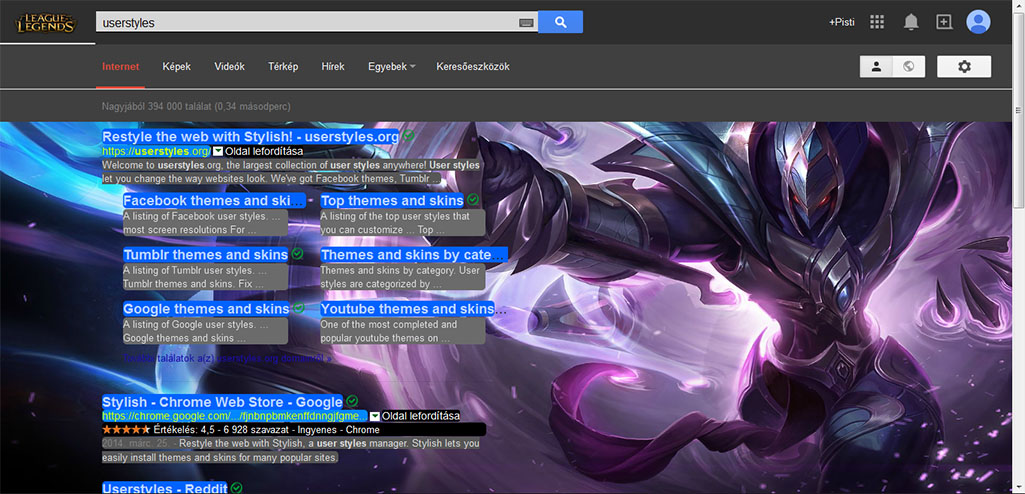 LEAGUE OF LEGENDS
userstyles
+Pisti
Internet Képek Videók Térkép Hírek Egyebek Keresőeszközök
Nagyjából 394 000 találat (0,34 másodperc)
Restyle the web with Stylish! - userstyles.org
https://userstyles.org/ Oldal lefordítása
Welcome to userstyles.org, the largest collection of user styles anywhere! User styles
let you change the way websites look. We've got Facebook themes, Tumblr ...
Facebook themes and ski ...
A listing of Facebook user styles. ...
most screen resolutions For ...
Top themes and skins
A listing of the top user styles that
you can customize ... Top ...
Tumblr themes and skins
A listing of Tumblr user styles. ...
Tumblr themes and skins. Fix ...
Themes and skins by cate...
Themes and skins by category. User
styles are categorized by ...
Google themes and skins
A listing of Google user styles. ...
Google themes and skins ...
Youtube themes and skins...
One of the most completed and
popular youtube themes on ...
További találatok a(z) userstyles.org
Stylish - Chrome Web Store - Google
https://chrome.google.com/.../fjnbnpbmkenffdnngjfgme... Oldal lefordítása
Értékelés: 4,5 - 6 928 szavazat - Ingyenes - Chrome
2014. márc. 25. - Restyle the web with Stylish, a user styles manager. Stylish lets you
easily install themes and skins for many popular sites.
Userstyles - Reddit